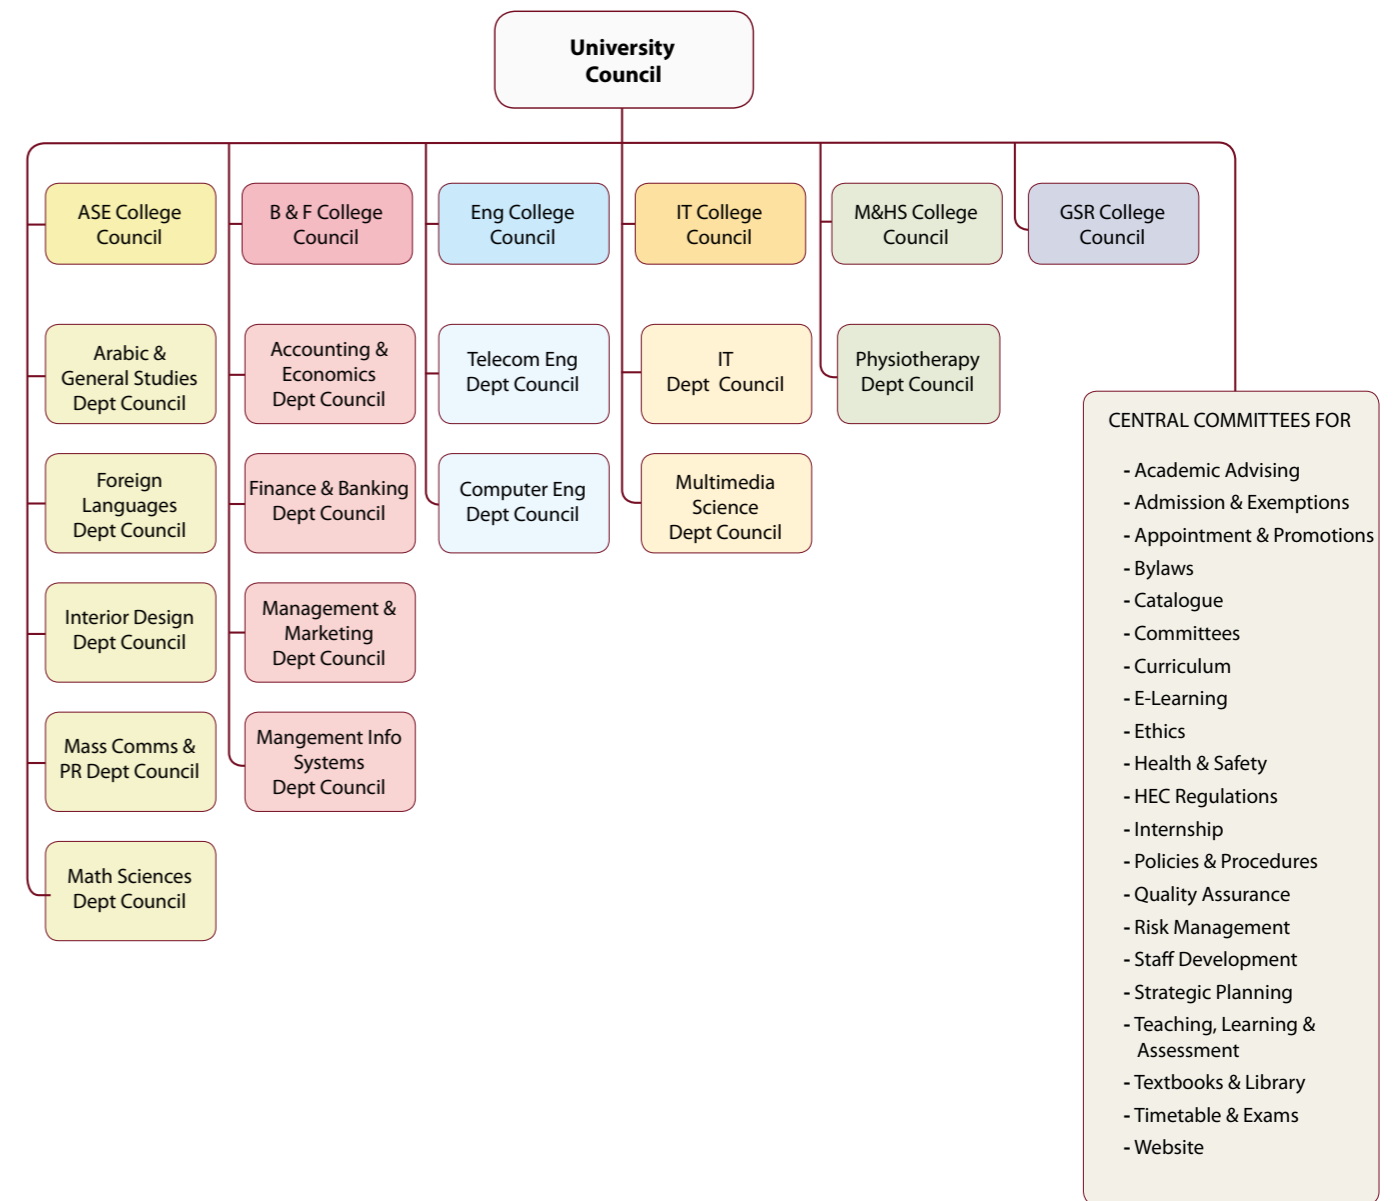 University
Council
ASE College
Council
B & F College
Council
Eng College
Council
IT College
Council
M&HS College
Council
GSR College
Council
Arabic &
General Studies
Dept Council
Accounting &
Economics
Dept Council
Telecom Eng
Dept Council
IT
Dept Council
Physiotherapy
Dept Council
Foreign
Languages
Dept Council
Finance & Banking
Dept Council
Computer Eng
Dept Council
Multimedia
Science
Dept Council
Interior Design
Dept Council
Management &
Marketing
Dept Council
Mass Comms &
PR Dept Council
Mangement Info
Systems
Dept Council
Math Sciences
Dept Council
CENTRAL COMMITTEES FOR
- Academic Advising
- Admission & Exemptions
- Appointment & Promotions
- Bylaws
- Catalogue
- Committees
- Curriculum
- E-Learning
- Ethics
- Health & Safety
- HEC Regulations
- Internship
- Policies & Procedures
- Quality Assurance
- Risk Management
- Staff Development
- Strategic Planning
- Teaching, Learning &
Assessment
- Textbooks & Library
- Timetable & Exams
- Website